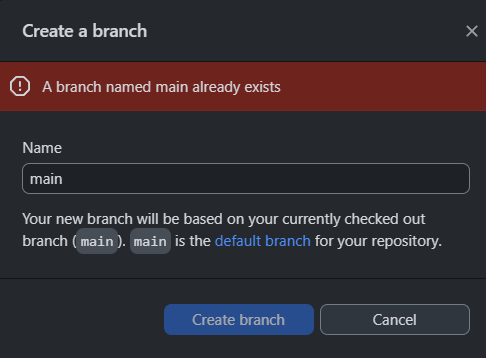 Create a branch
A branch named main already exists
Name
main
Your new branch will be based on your currently checked out
branch (main). main is the default branch for your repository.
Create branch
Cancel